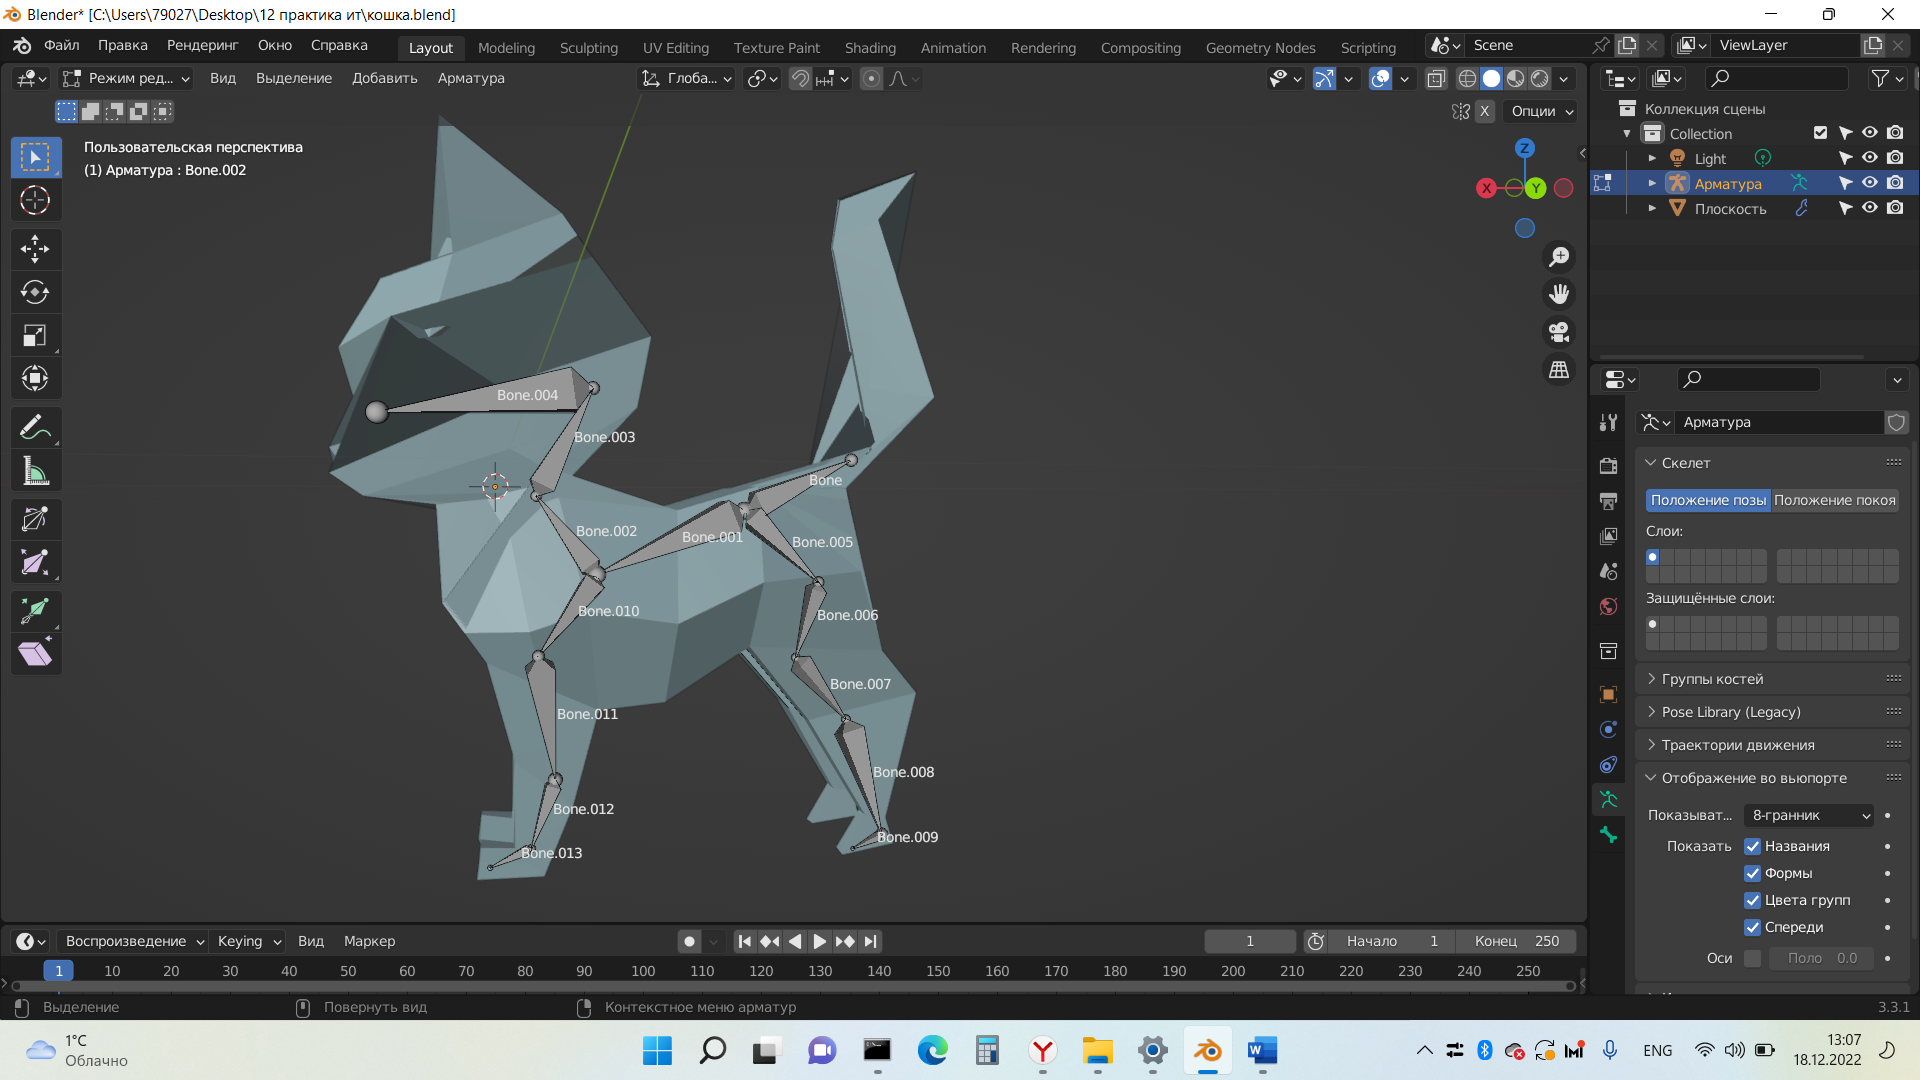 Blender* [C:\Users\79027\Desktop\12 практика ит\кошка.blend]
Файл Правка Рендеринг Окно Справка Layout Modeling Sculpting UV Editing Texture Paint Shading Animation Rendering Compositing Geometry Nodes Scripting Scene ViewLayer
Режим ред... Вид Выделение Добавить Арматура Глоба...
X Опции
Пользовательская перспектива
(1) Арматура : Bone.002
Z
X Y
Bone.004
Bone.003
Bone
Bone.002
Bone.001
Bone.005
Bone.010
Bone.006
Bone.007
Bone.011
Bone.008
Bone.012
Bone.009
Bone.013
Коллекция сцены
Collection
Light
Арматура
Плоскость
Арматура
Скелет
Положение позы Положение покоя
Слои:
Защищённые слои:
Группы костей
Pose Library (Legacy)
Траектории движения
Отображение во вьюпорте
Показыват... 8-гранник
Показать Названия
Формы
Цвета групп
Спереди
Оси Поло 0.0
Воспроизведение Keying Вид Маркер 1 Начало 1 Конец 250
1 10 20 30 40 50 60 70 80 90 100 110 120 130 140 150 160 170 180 190 200 210 220 230 240 250
Выделение Повернуть вид Контекстное меню арматур 3.3.1
1°C
Облачно
ENG
13:07
18.12.2022